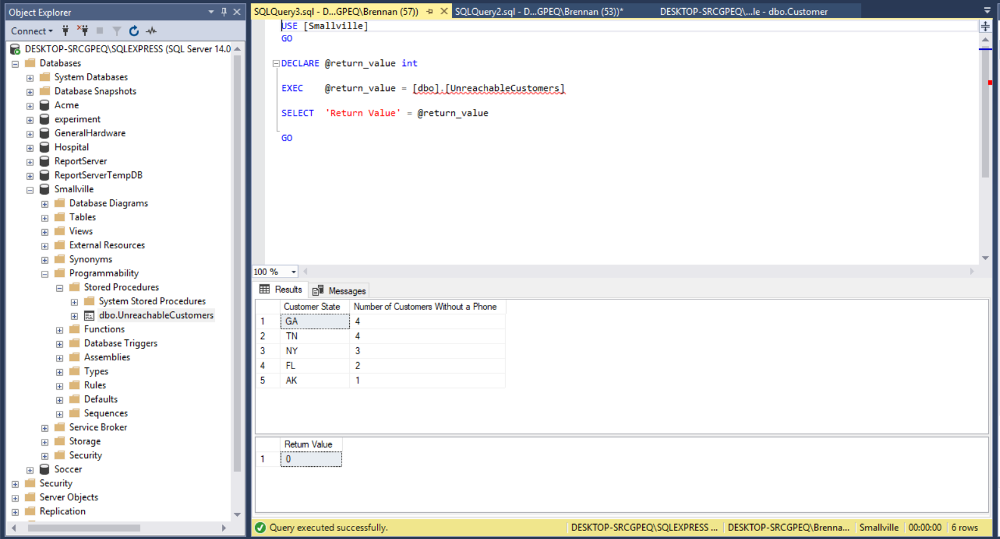 Object Explorer
Connect
DESKTOP-SRCGPEQ\SQLEXPRESS (SQL Server 14.0
Databases
System Databases
Database Snapshots
Acme
experiment
GeneralHardware
Hospital
ReportServer
ReportServerTempDB
Smallville
Database Diagrams
Tables
Views
External Resources
Synonyms
Programmability
Stored Procedures
System Stored Procedures
dbo.UnreachableCustomers
Functions
Database Triggers
Assemblies
Types
Rules
Defaults
Sequences
Service Broker
Storage
Security
Soccer
Security
Server Objects
Replication
SQLQuery3.sql - D...GPEQ\Brennan (57)) SQLQuery2.sql - D...GPEQ\Brennan (53))* DESKTOP-SRCGPEQ\...le - dbo.Customer
USE [Smallville]
GO
DECLARE @return_value int
EXEC @return_value = [dbo].[UnreachableCustomers]
SELECT 'Return Value' = @return_value
GO
100 %
Results Messages
Customer State Number of Customers Without a Phone
1 GA 4
2 TN 4
3 NY 3
4 FL 2
5 AK 1
Return Value
1 0
Query executed successfully. DESKTOP-SRCGPEQ\SQLEXPRESS ... DESKTOP-SRCGPEQ\Brenna... Smallville 00:00:00 6 rows